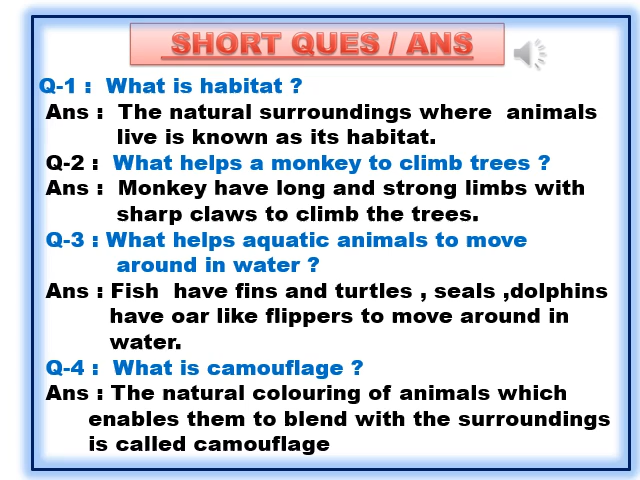 SHORT QUES / ANS
Q-1 : What is habitat ?
Ans : The natural surroundings where animals
live is known as its habitat.
Q-2 : What helps a monkey to climb trees ?
Ans : Monkey have long and strong limbs with
sharp claws to climb the trees.
Q-3 : What helps aquatic animals to move
around in water ?
Ans : Fish have fins and turtles , seals ,dolphins
have oar like flippers to move around in
water.
Q-4 : What is camouflage ?
Ans : The natural colouring of animals which
enables them to blend with the surroundings
is called camouflage